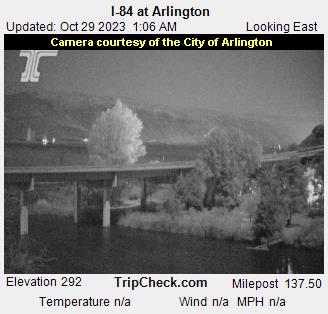 I-84 at Arlington
Updated: Oct 29 2023 1:06 AM Looking East
Camera courtesy of the City of Arlington
Elevation 292 TripCheck.com Milepost 137.50
Temperature n/a Wind n/a MPH n/a